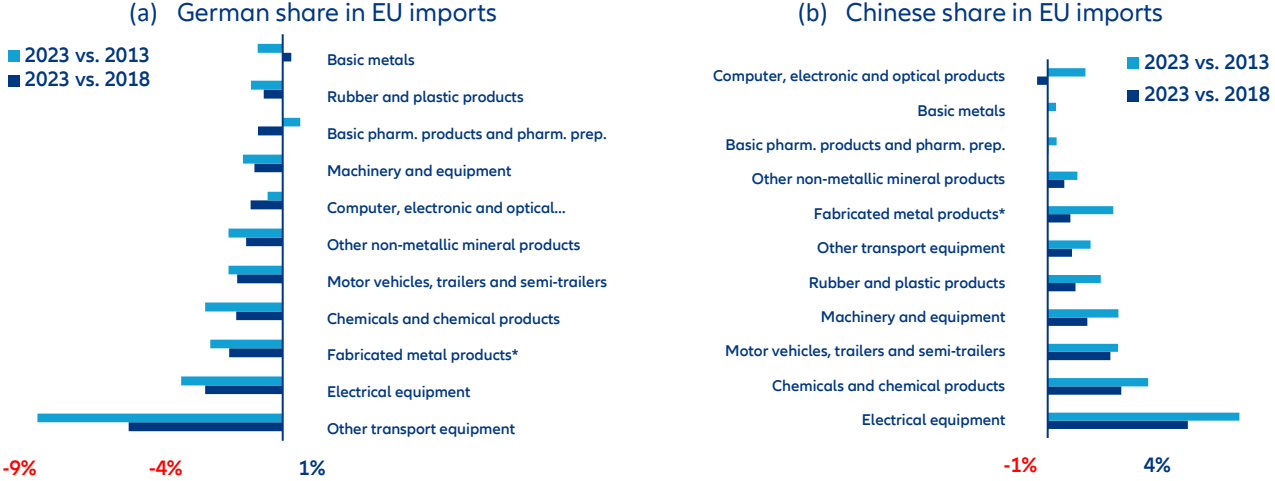 (a) German share in EU imports
2023 vs. 2013
2023 vs. 2018
Basic metals
Rubber and plastic products
Basic pharm. products and pharm. prep.
Machinery and equipment
Computer, electronic and optical...
Other non-metallic mineral products
Motor vehicles, trailers and semi-trailers
Chemicals and chemical products
Fabricated metal products*
Electrical equipment
Other transport equipment
-9% -4% 1%
(b) Chinese share in EU imports
2023 vs. 2013
2023 vs. 2018
Computer, electronic and optical products
Basic metals
Basic pharm. products and pharm. prep.
Other non-metallic mineral products
Fabricated metal products*
Other transport equipment
Rubber and plastic products
Machinery and equipment
Motor vehicles, trailers and semi-trailers
Chemicals and chemical products
Electrical equipment
-1% 4%